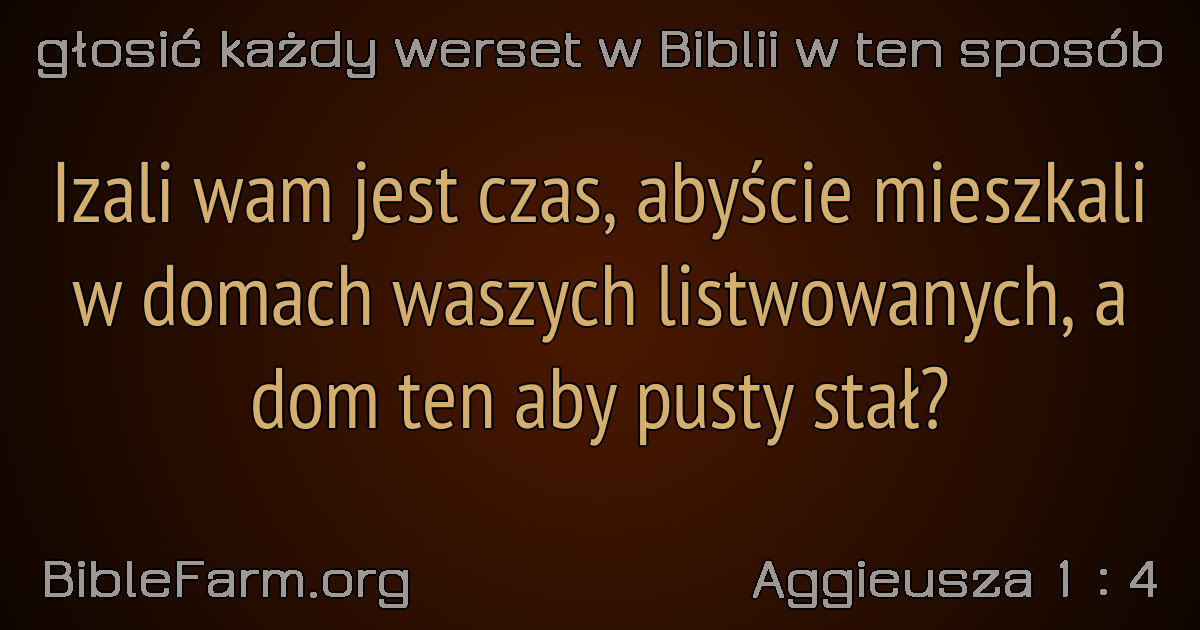 głosić każdy werset w Biblii w ten sposób
Izali wam jest czas, abyście mieszkali
w domach waszych listwowanych, a
dom ten aby pusty stał?
BibleFarm.org
Aggieusza 1 : 4